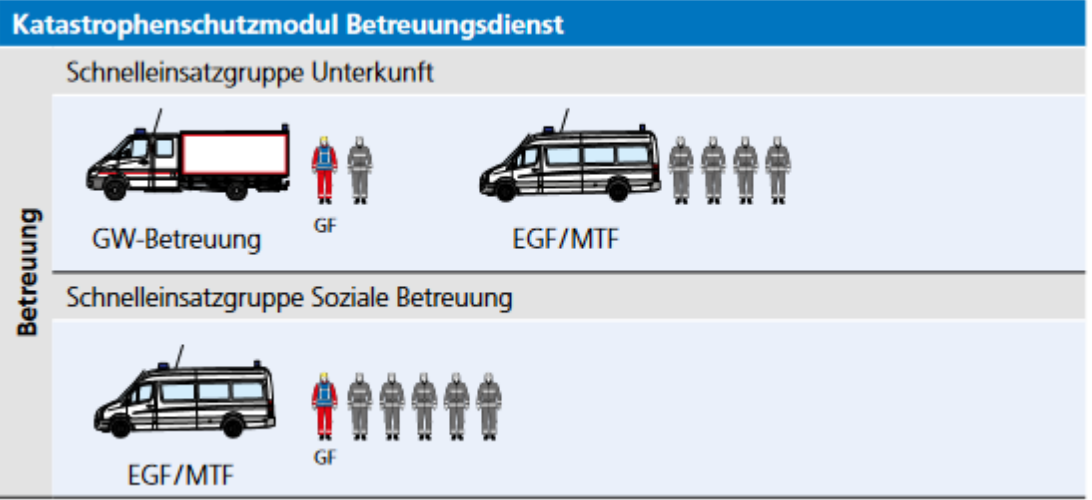 Katastrophenschutzmodul Betreuungsdienst
Betreuung
Schnelleinsatzgruppe Unterkunft
GF
GW-Betreuung
EGF/MTF
Schnelleinsatzgruppe Soziale Betreuung
GF
EGF/MTF